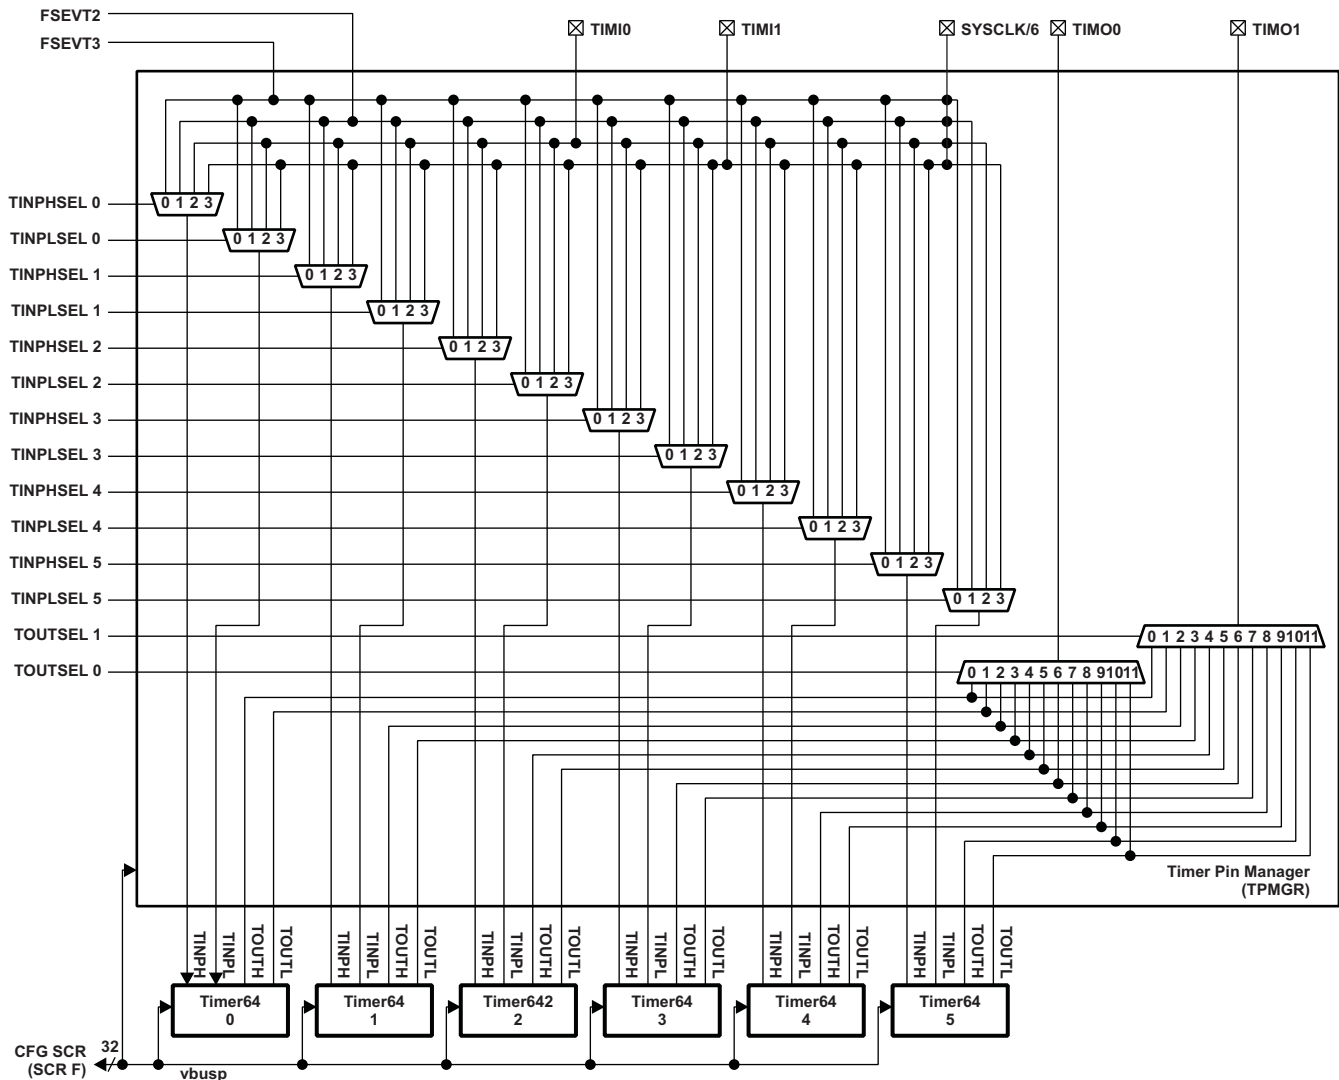 FSEVT2
FSEVT3
TIMI0
TIMI1
SYSCLK/6
TIMO0
TIMO1
TINPHSEL 0
0 1 2 3
TINPLSEL 0
0 1 2 3
TINPHSEL 1
0 1 2 3
TINPLSEL 1
0 1 2 3
TINPHSEL 2
0 1 2 3
TINPLSEL 2
0 1 2 3
TINPHSEL 3
0 1 2 3
TINPLSEL 3
0 1 2 3
TINPHSEL 4
0 1 2 3
TINPLSEL 4
0 1 2 3
TINPHSEL 5
0 1 2 3
TINPLSEL 5
0 1 2 3
TOUTSEL 1
0 1 2 3 4 5 6 7 8 9 10 11
TOUTSEL 0
0 1 2 3 4 5 6 7 8 9 10 11
Timer Pin Manager
(TPMGR)
TINPH
TINPL
TOUTH
TOUTL
TINPH
TINPL
TOUTH
TOUTL
TINPH
TINPL
TOUTH
TOUTL
TINPH
TINPL
TOUTH
TOUTL
TINPH
TINPL
TOUTH
TOUTL
TINPH
TINPL
TOUTH
TOUTL
Timer64
0
Timer64
1
Timer642
2
Timer64
3
Timer64
4
Timer64
5
CFG SCR
(SCR F)
32
vbusp